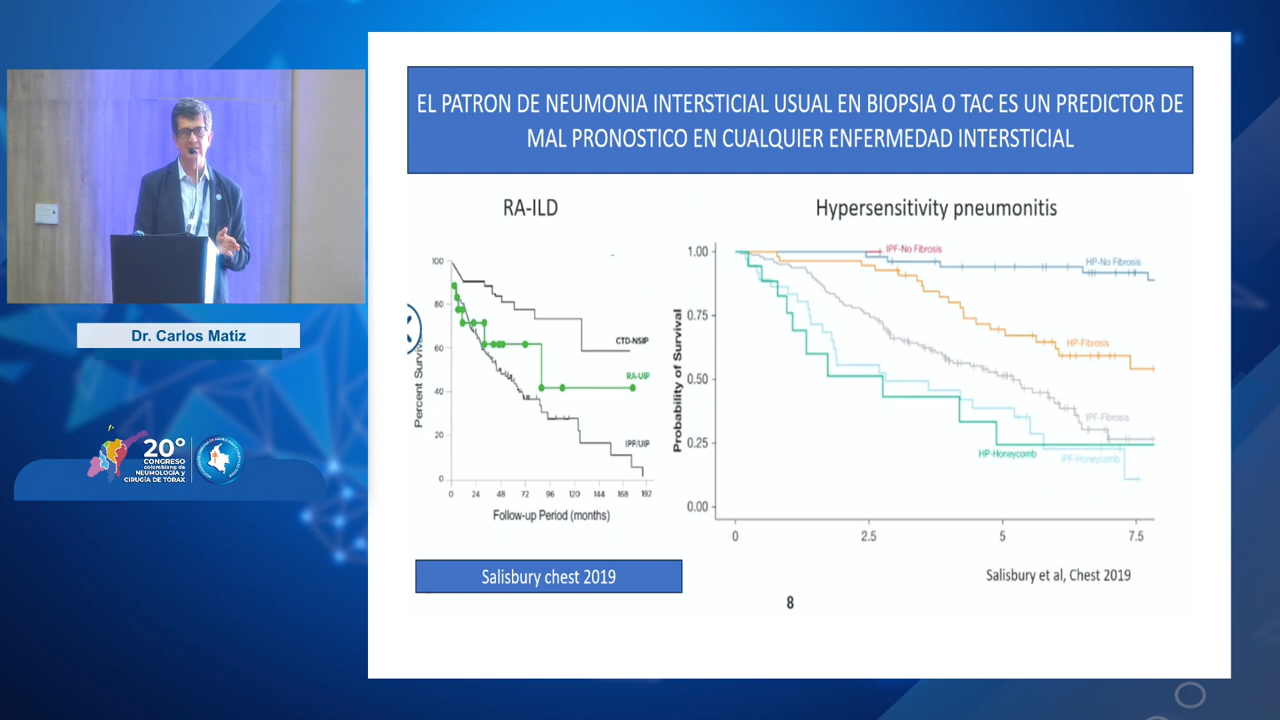 EL PATRON DE NEUMONIA INTERSTICIAL USUAL EN BIOPSIA O TAC ES UN PREDICTOR DE
MAL PRONOSTICO EN CUALQUIER ENFERMEDAD INTERSTICIAL
RA-ILD
100
80
60
40
20
0
Percent Surviv
CTD-NSIP
RA-UIP
IPF/UIP
0 24 48 72 96 120 144 168 192
Follow-up Period (months)
Salisbury chest 2019
Hypersensitivity pneumonitis
1.00
0.75
0.50
0.25
0.00
Probability of Survival
IPF-No Fibrosis
HP-No Fibrosis
HP-Fibrosis
IPF-Fibrosis
HP-Honeycomb
IPF-Honeycomb
0 2.5 5 7.5
Salisbury et al, Chest 2019
8
Dr. Carlos Matiz
20°
CONGRESO
colombiano de
NEUMOLOGÍA y
CIRUGÍA DE TÓRAX